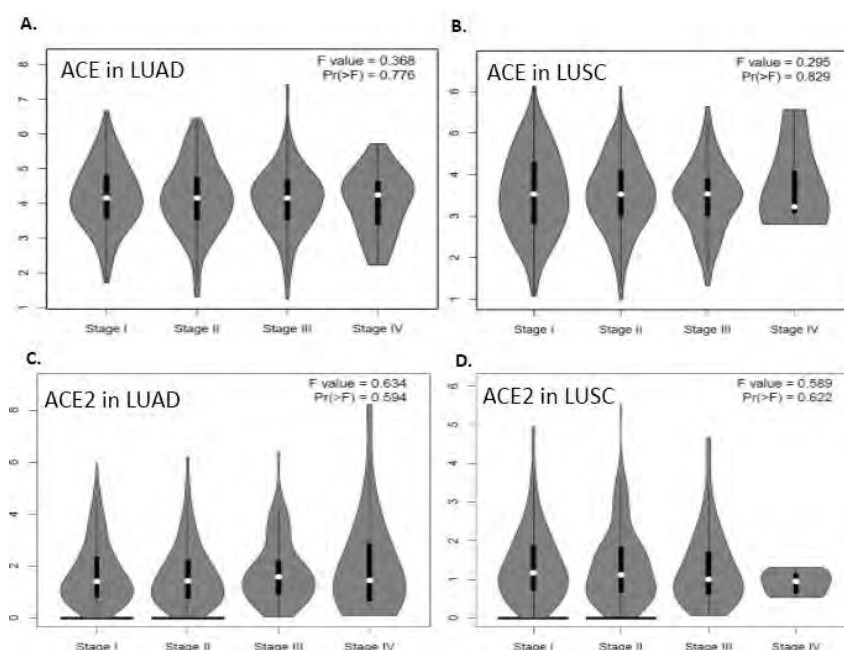 A.
ACE in LUAD
F value = 0.368
Pr(>F) = 0.776
8
7
6
5
4
3
2
1
Stage I Stage II Stage III Stage IV
B.
ACE in LUSC
F value = 0.295
Pr(>F) = 0.829
6
5
4
3
2
1
Stage I Stage II Stage III Stage IV
C.
ACE2 in LUAD
F value = 0.634
Pr(>F) = 0.594
8
6
4
2
0
Stage I Stage II Stage III Stage IV
D.
ACE2 in LUSC
F value = 0.589
Pr(>F) = 0.622
6
5
4
3
2
1
0
Stage I Stage II Stage III Stage IV